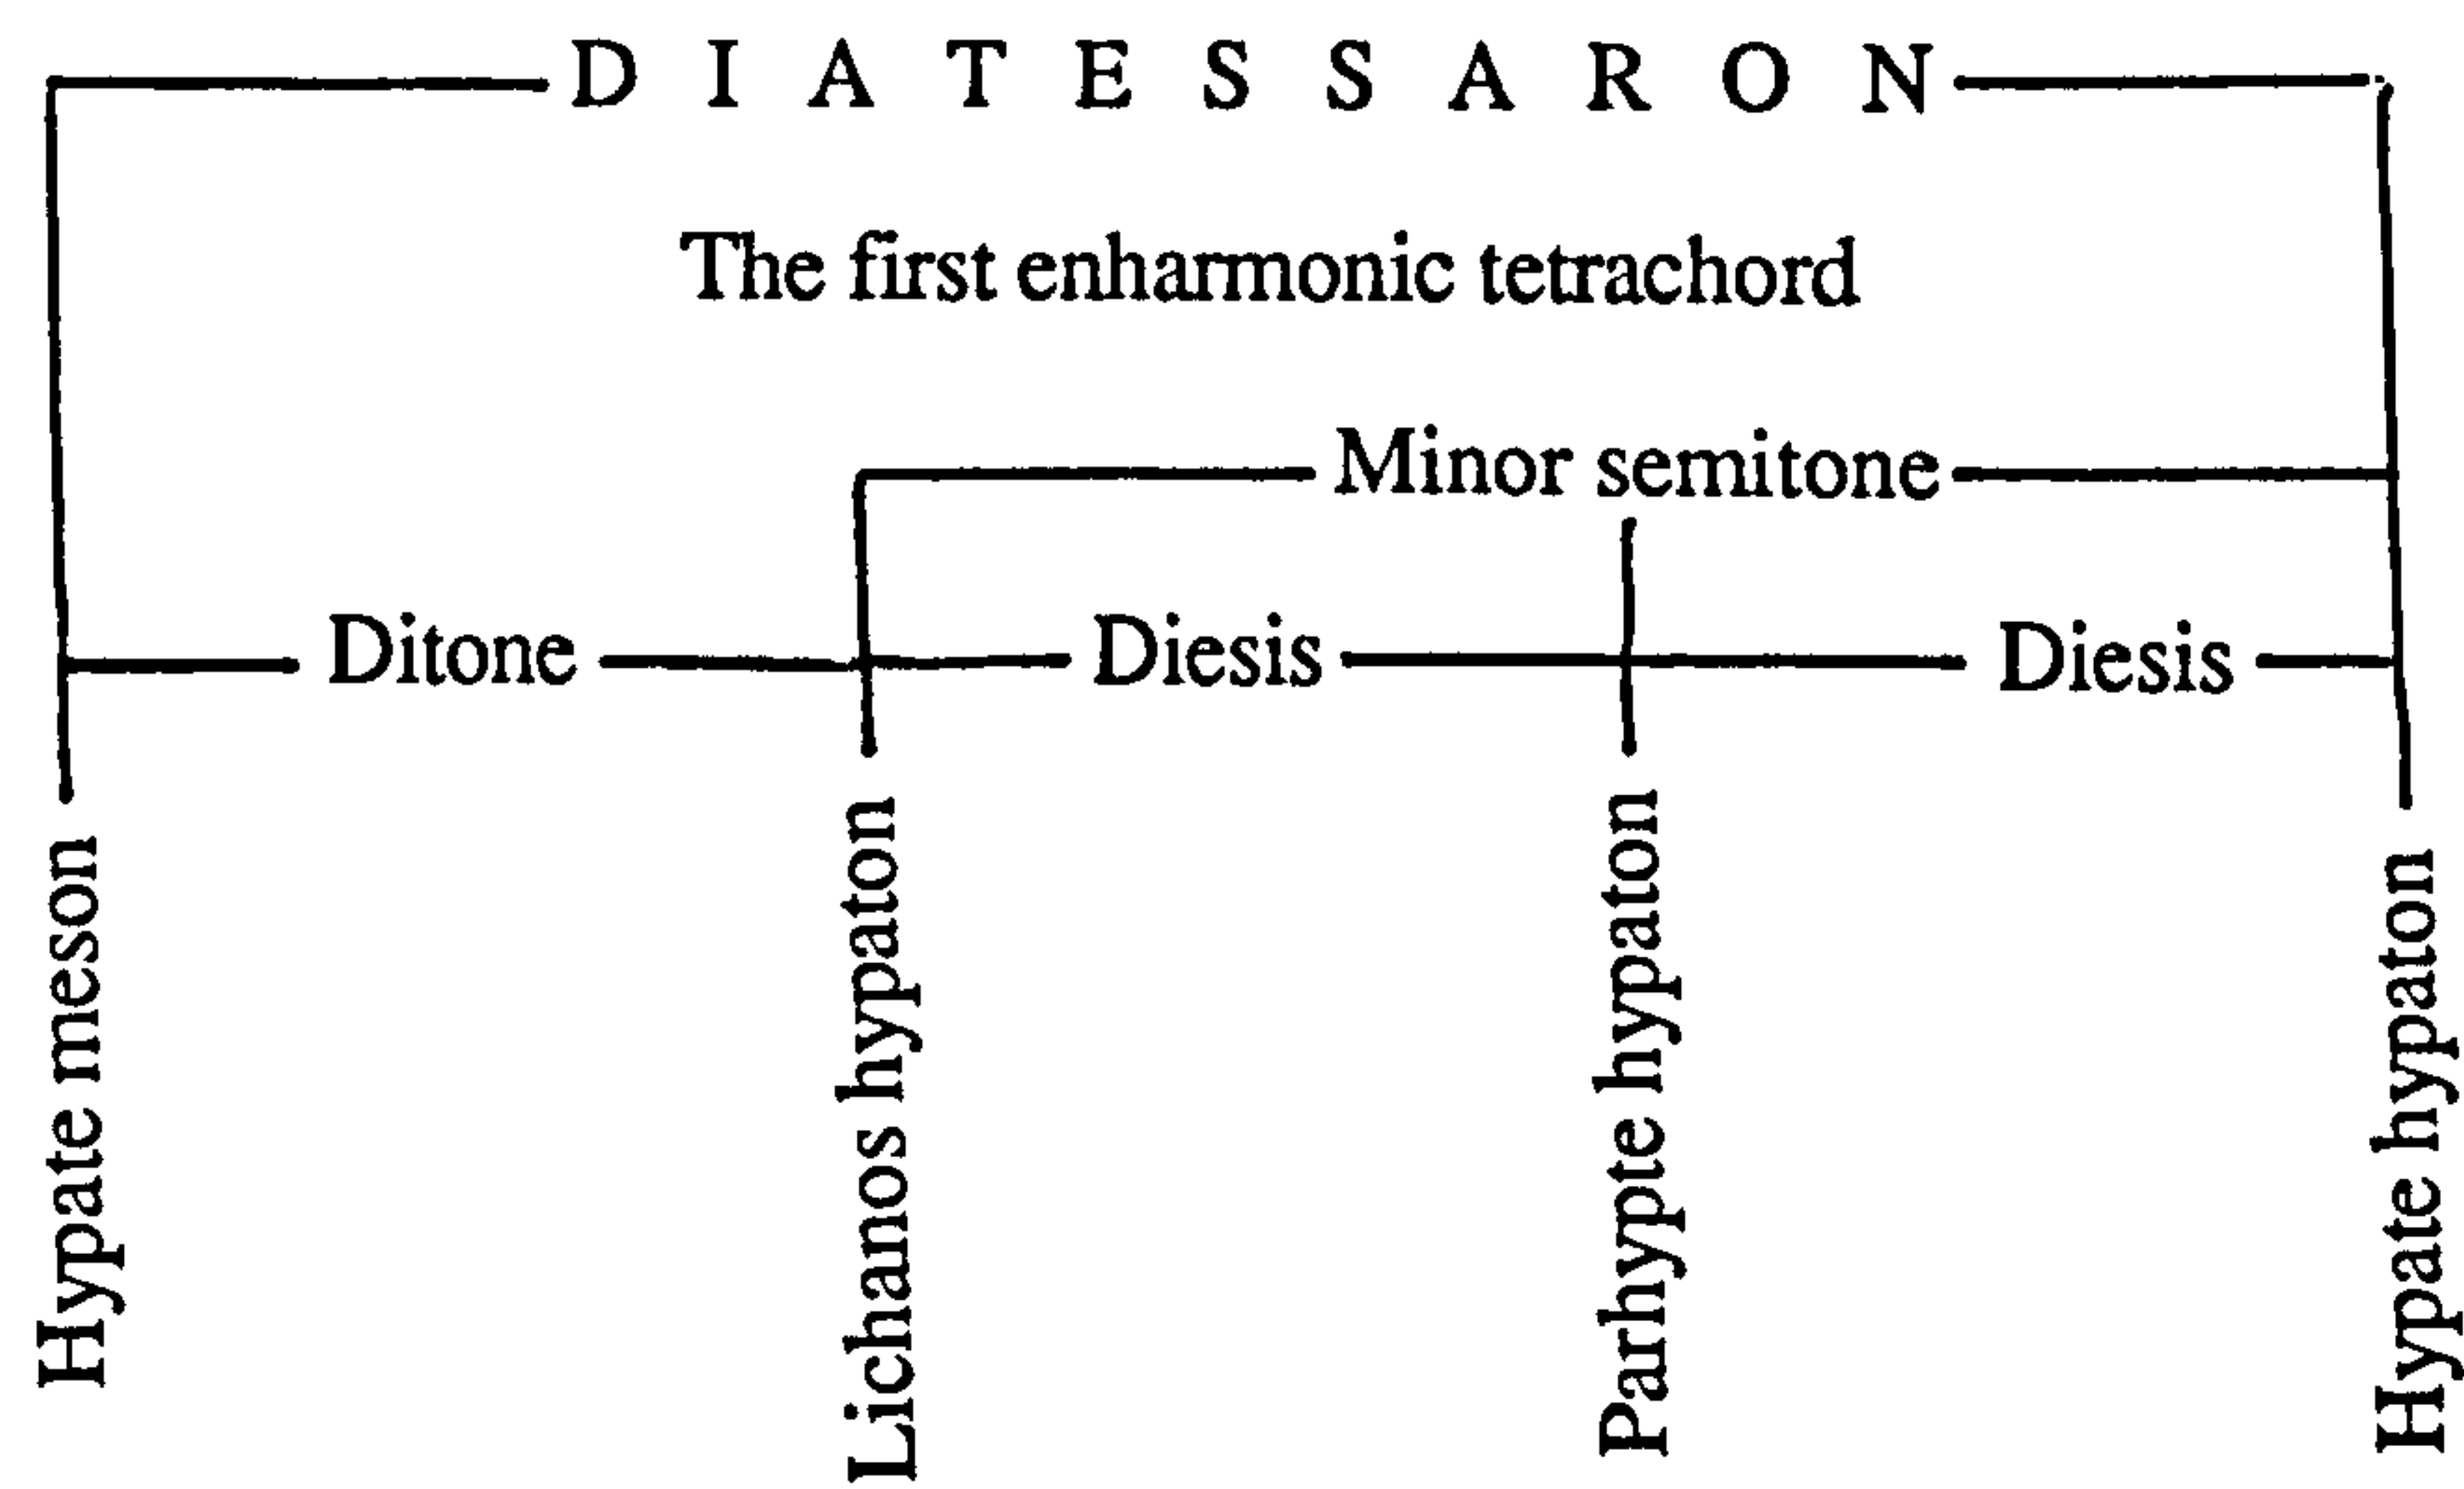 D I A T E S S A R O N
The first enharmonic tetrachord
Minor semitone
Ditone Diesis Diesis
Hypate meson
Lichanos hypaton
Parhypte hypaton
Hypate hypaton